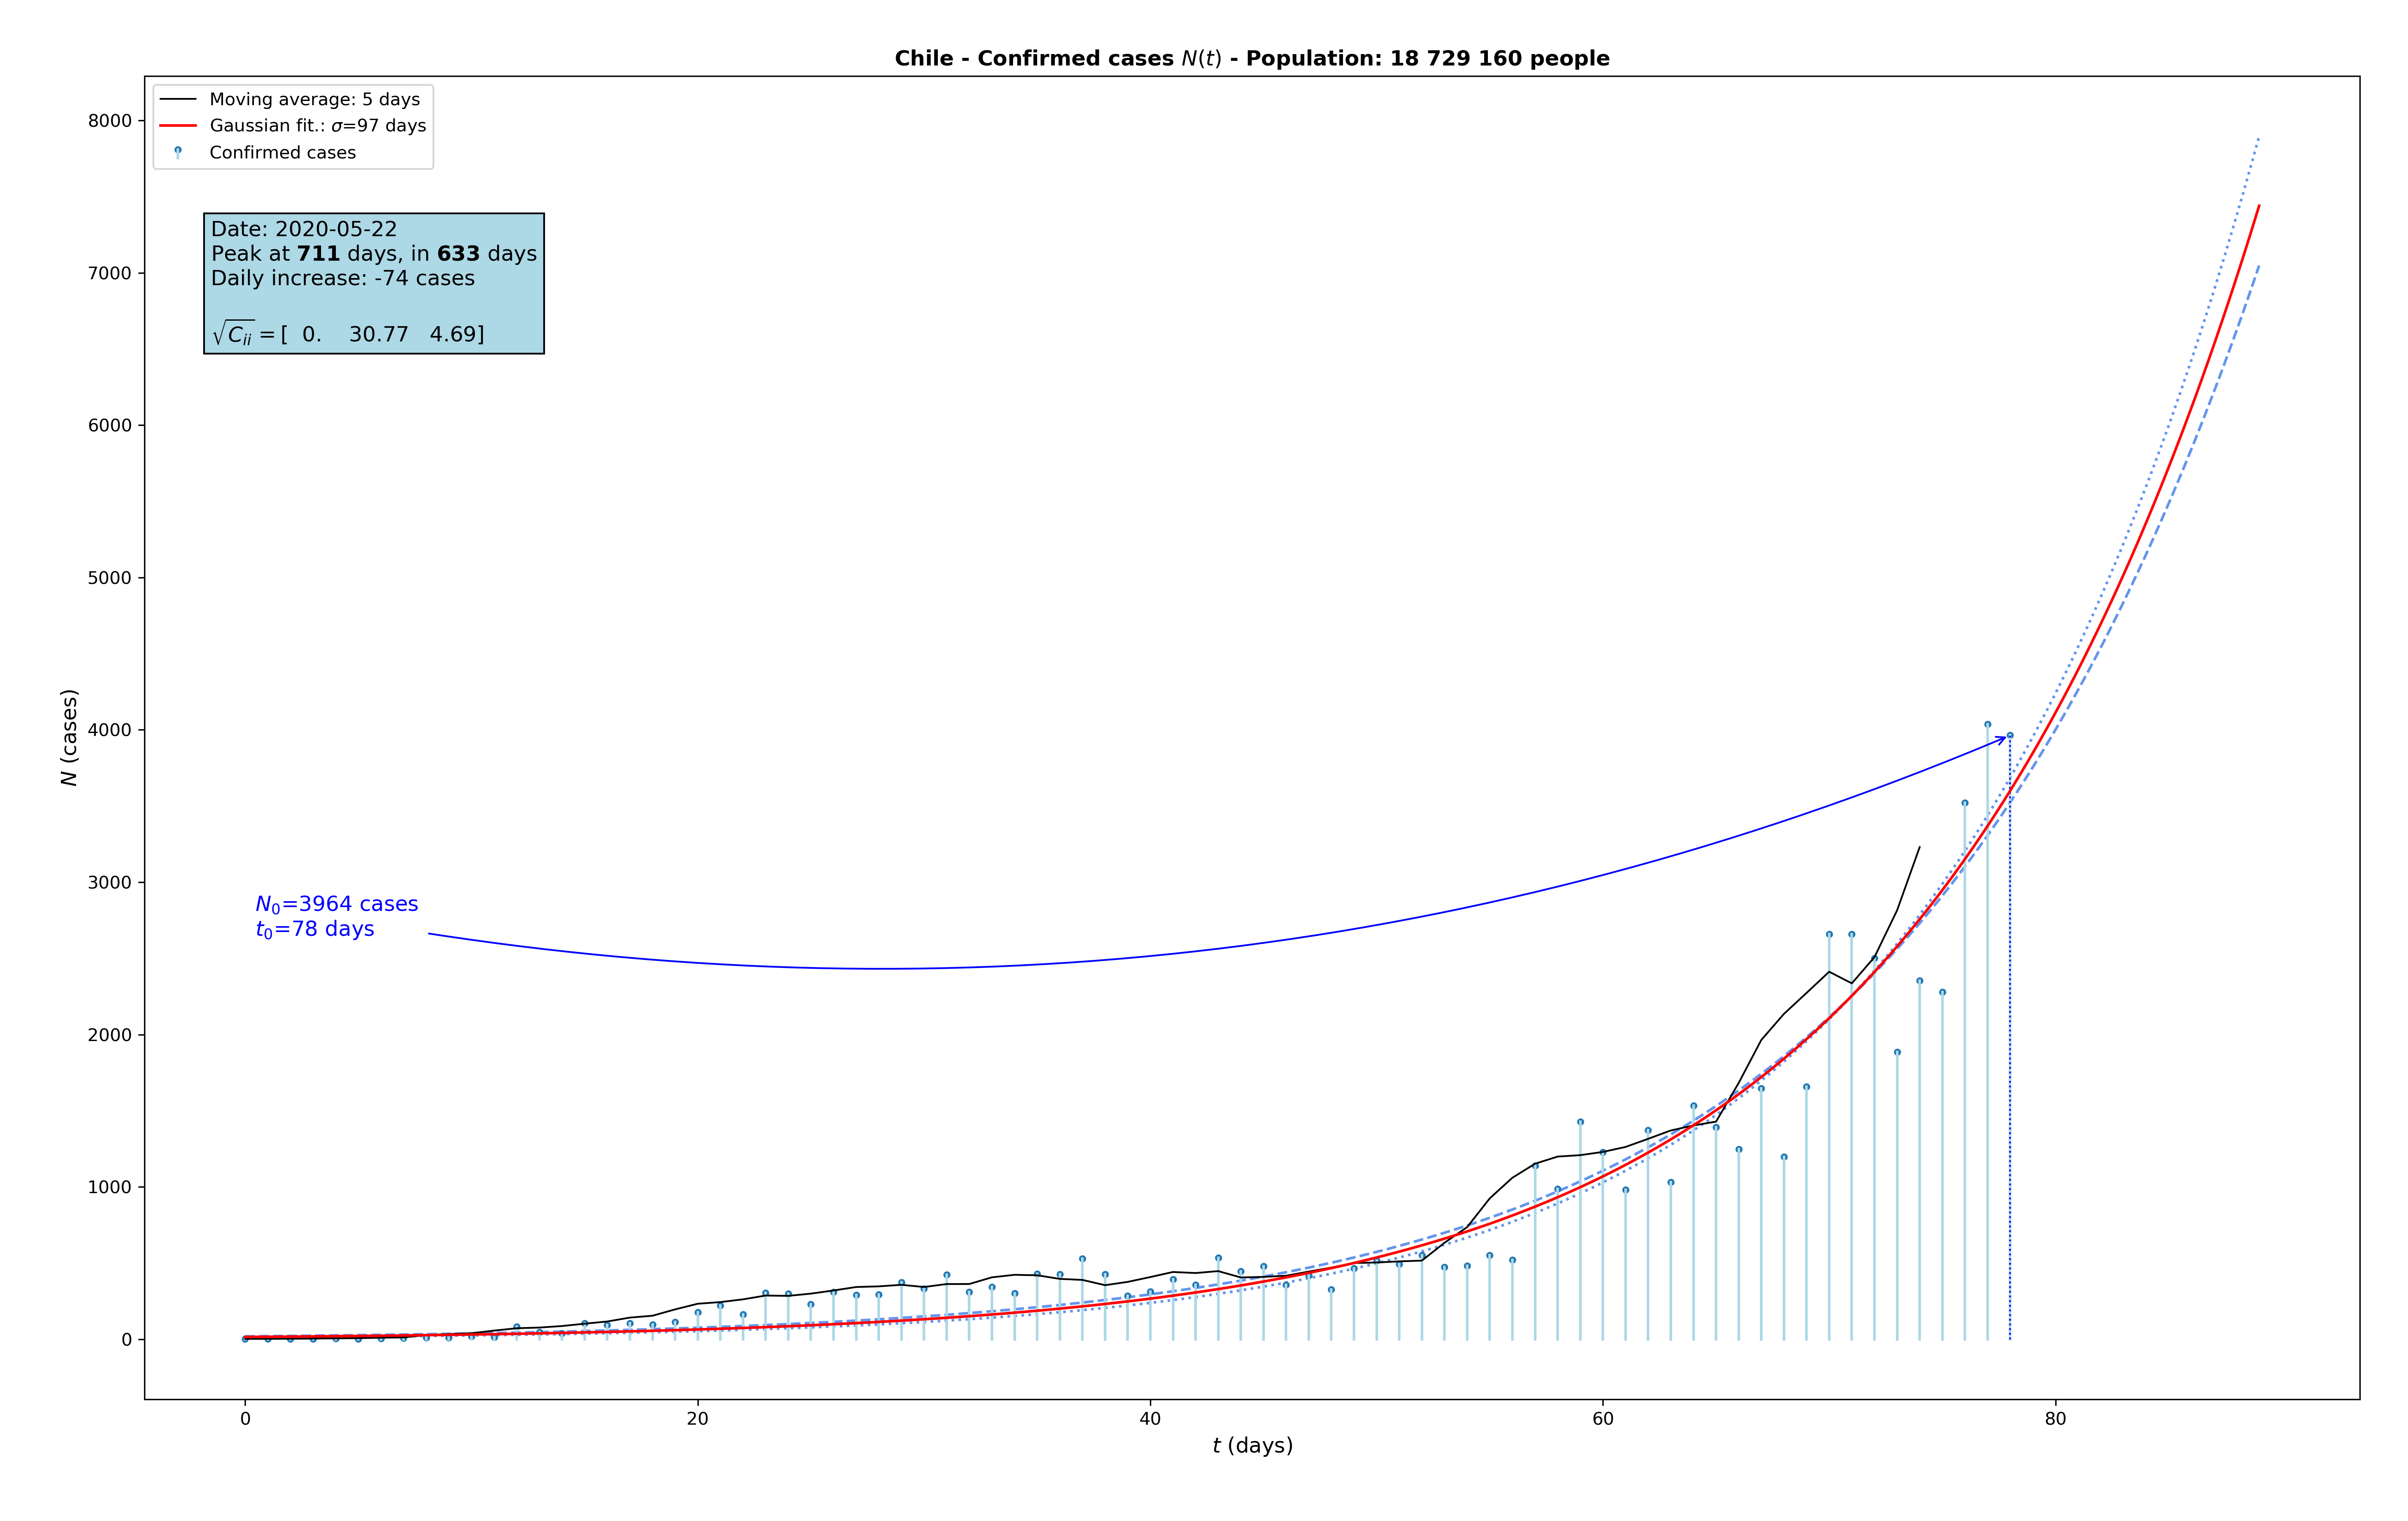 Chile - Confirmed cases N(t) - Population: 18 729 160 people
Moving average: 5 days
Gaussian fit.: σ=97 days
Confirmed cases
Date: 2020-05-22
Peak at 711 days, in 633 days
Daily increase: -74 cases
√C_ii = [ 0. 30.77 4.69]
8000
7000
6000
5000
4000
3000
2000
1000
0
N (cases)
N₀=3964 cases
t₀=78 days
0 20 40 60 80
t (days)